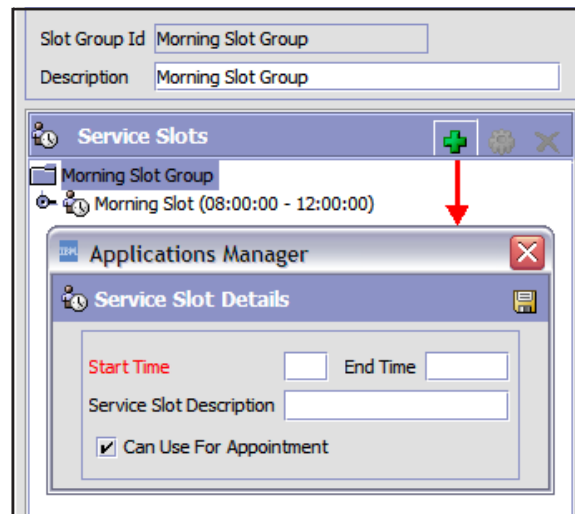 Slot Group Id Morning Slot Group
Description Morning Slot Group
Service Slots
Morning Slot Group
Morning Slot (08:00:00 - 12:00:00)
IBM Applications Manager
Service Slot Details
Start Time End Time
Service Slot Description
Can Use For Appointment